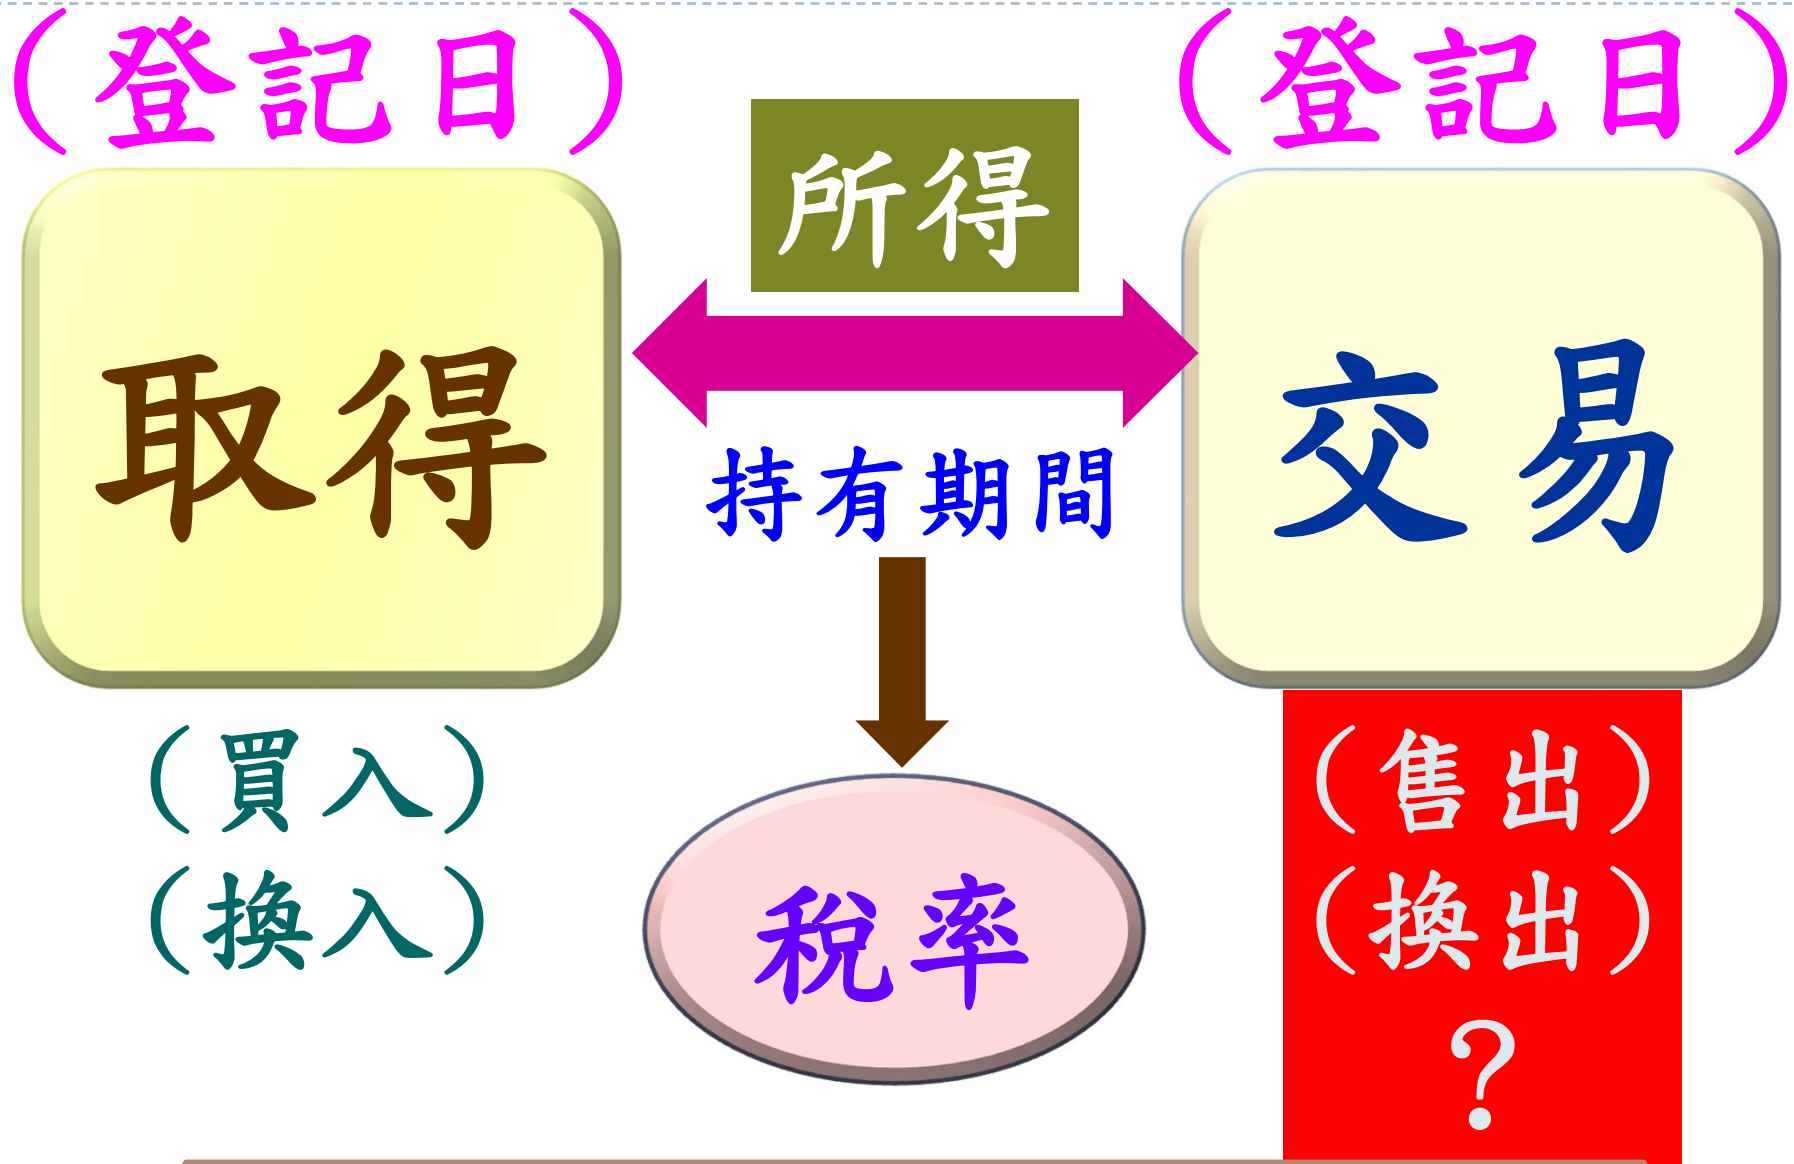 （登記日）
（登記日）
所得
取得
交易
持有期間
（買入）
（換入）
稅率
（售出）
（換出）
？